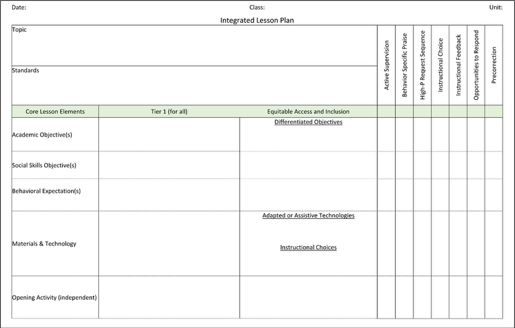 Date: Class: Unit:
Integrated Lesson Plan
Topic
Standards
Active Supervision
Behavior Specific Praise
High-P Request Sequence
Instructional Choice
Instructional Feedback
Opportunities to Respond
Precorrection
Core Lesson Elements Tier 1 (for all) Equitable Access and Inclusion
Differentiated Objectives
Academic Objective(s)
Social Skills Objective(s)
Behavioral Expectation(s)
Adapted or Assistive Technologies
Materials & Technology
Instructional Choices
Opening Activity (independent)